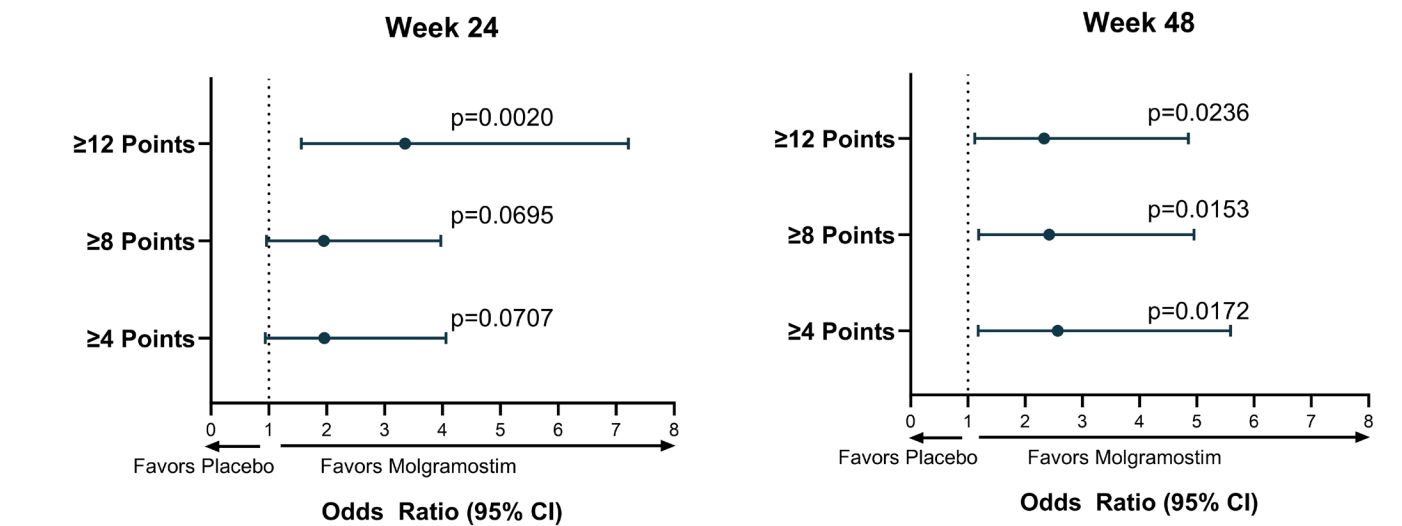 Week 24
p=0.0020
≥12 Points
p=0.0695
≥8 Points
p=0.0707
≥4 Points
0 1 2 3 4 5 6 7 8
Favors Placebo Favors Molgramostim
Odds Ratio (95% CI)
Week 48
p=0.0236
≥12 Points
p=0.0153
≥8 Points
p=0.0172
≥4 Points
0 1 2 3 4 5 6 7 8
Favors Placebo Favors Molgramostim
Odds Ratio (95% CI)